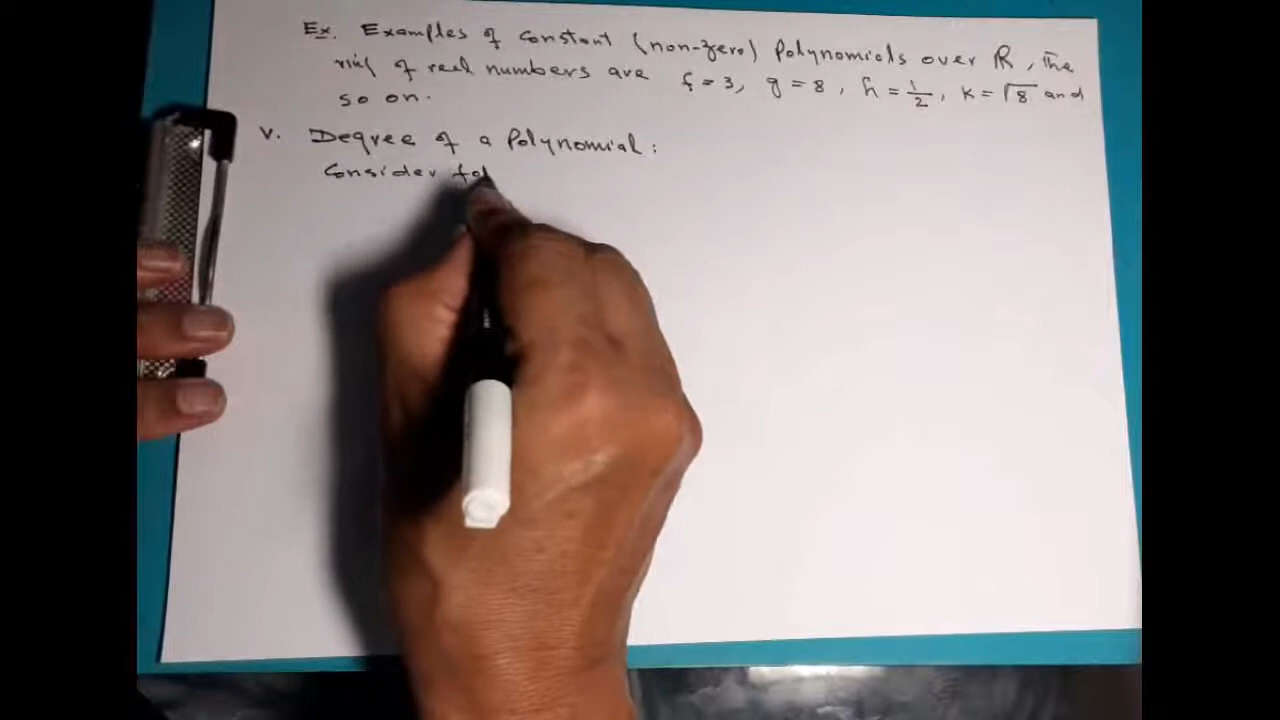 Ex. Examples of constant (non-zero) Polynomials over R, the
ring of real numbers are f = 3, g = 8, h = 1/2, k = √8 and
so on.
V. Degree of a Polynomial:
Consider fo